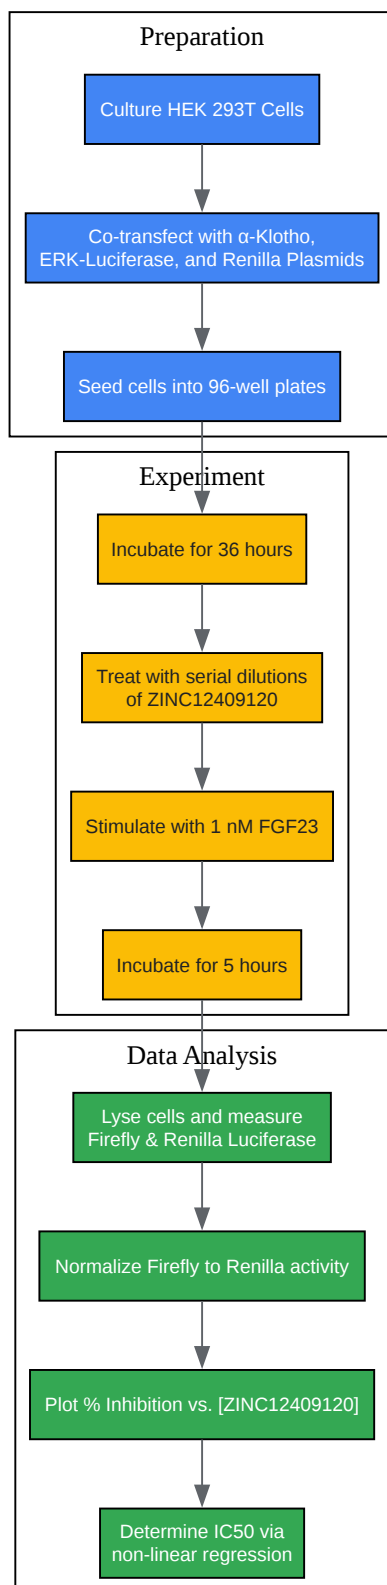 Preparation
Culture HEK 293T Cells
Co-transfect with α-Klotho,
ERK-Luciferase, and Renilla Plasmids
Seed cells into 96-well plates
Experiment
Incubate for 36 hours
Treat with serial dilutions
of ZINC12409120
Stimulate with 1 nM FGF23
Incubate for 5 hours
Data Analysis
Lyse cells and measure
Firefly & Renilla Luciferase
Normalize Firefly to Renilla activity
Plot % Inhibition vs. [ZINC12409120]
Determine IC50 via
non-linear regression